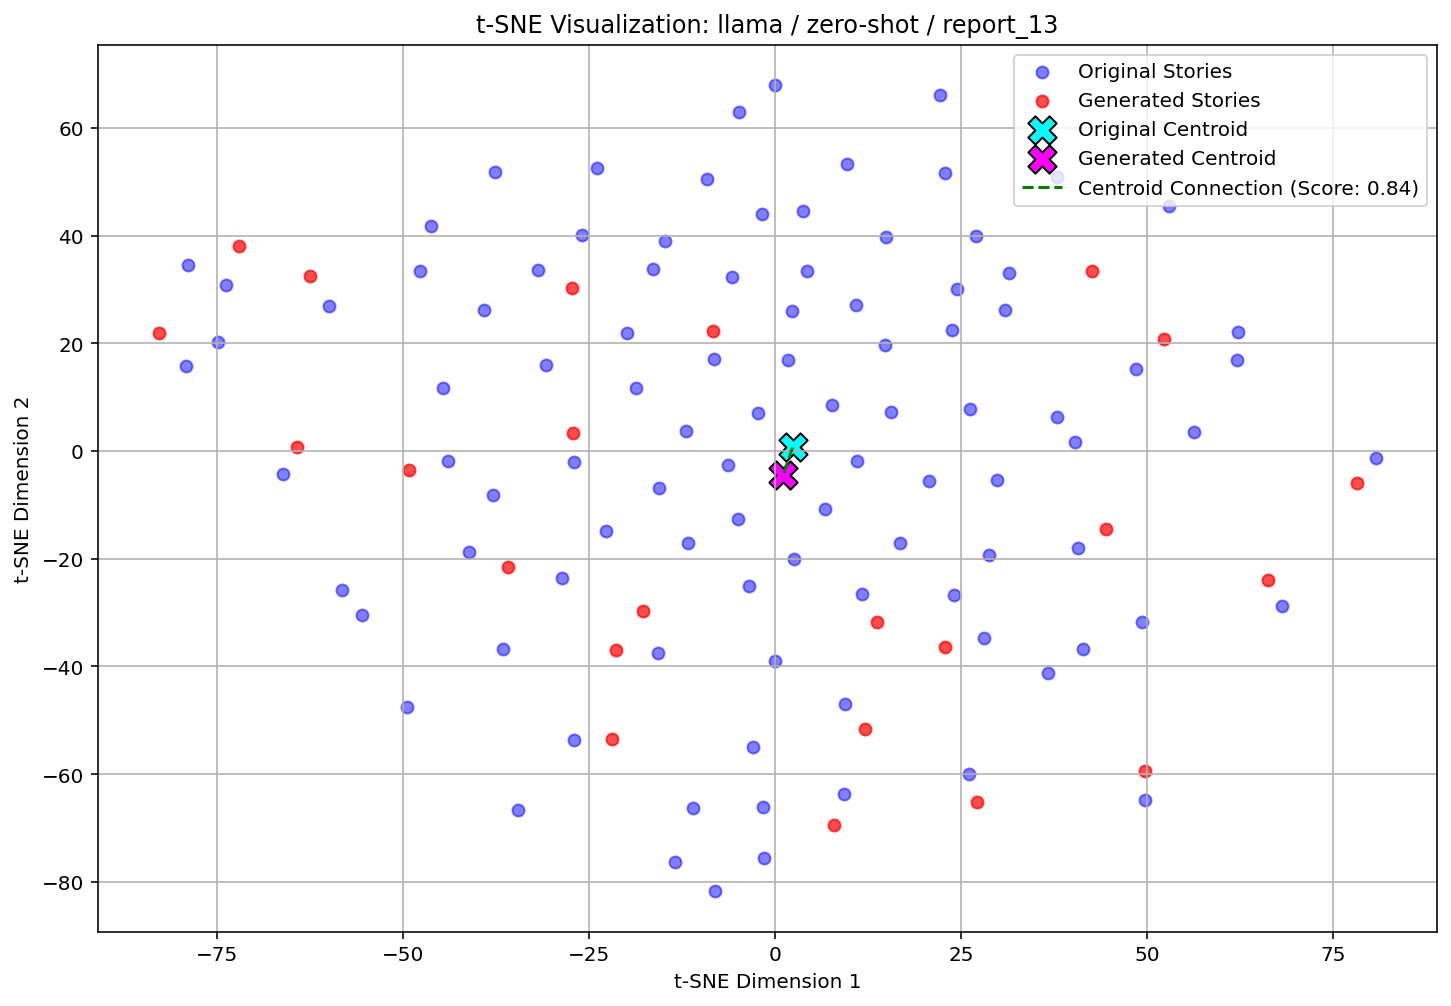 t-SNE Visualization: llama / zero-shot / report_13
Original Stories
Generated Stories
Original Centroid
Generated Centroid
Centroid Connection (Score: 0.84)
t-SNE Dimension 2
60
40
20
0
−20
−40
−60
−80
−75
−50
−25
0
25
50
75
t-SNE Dimension 1